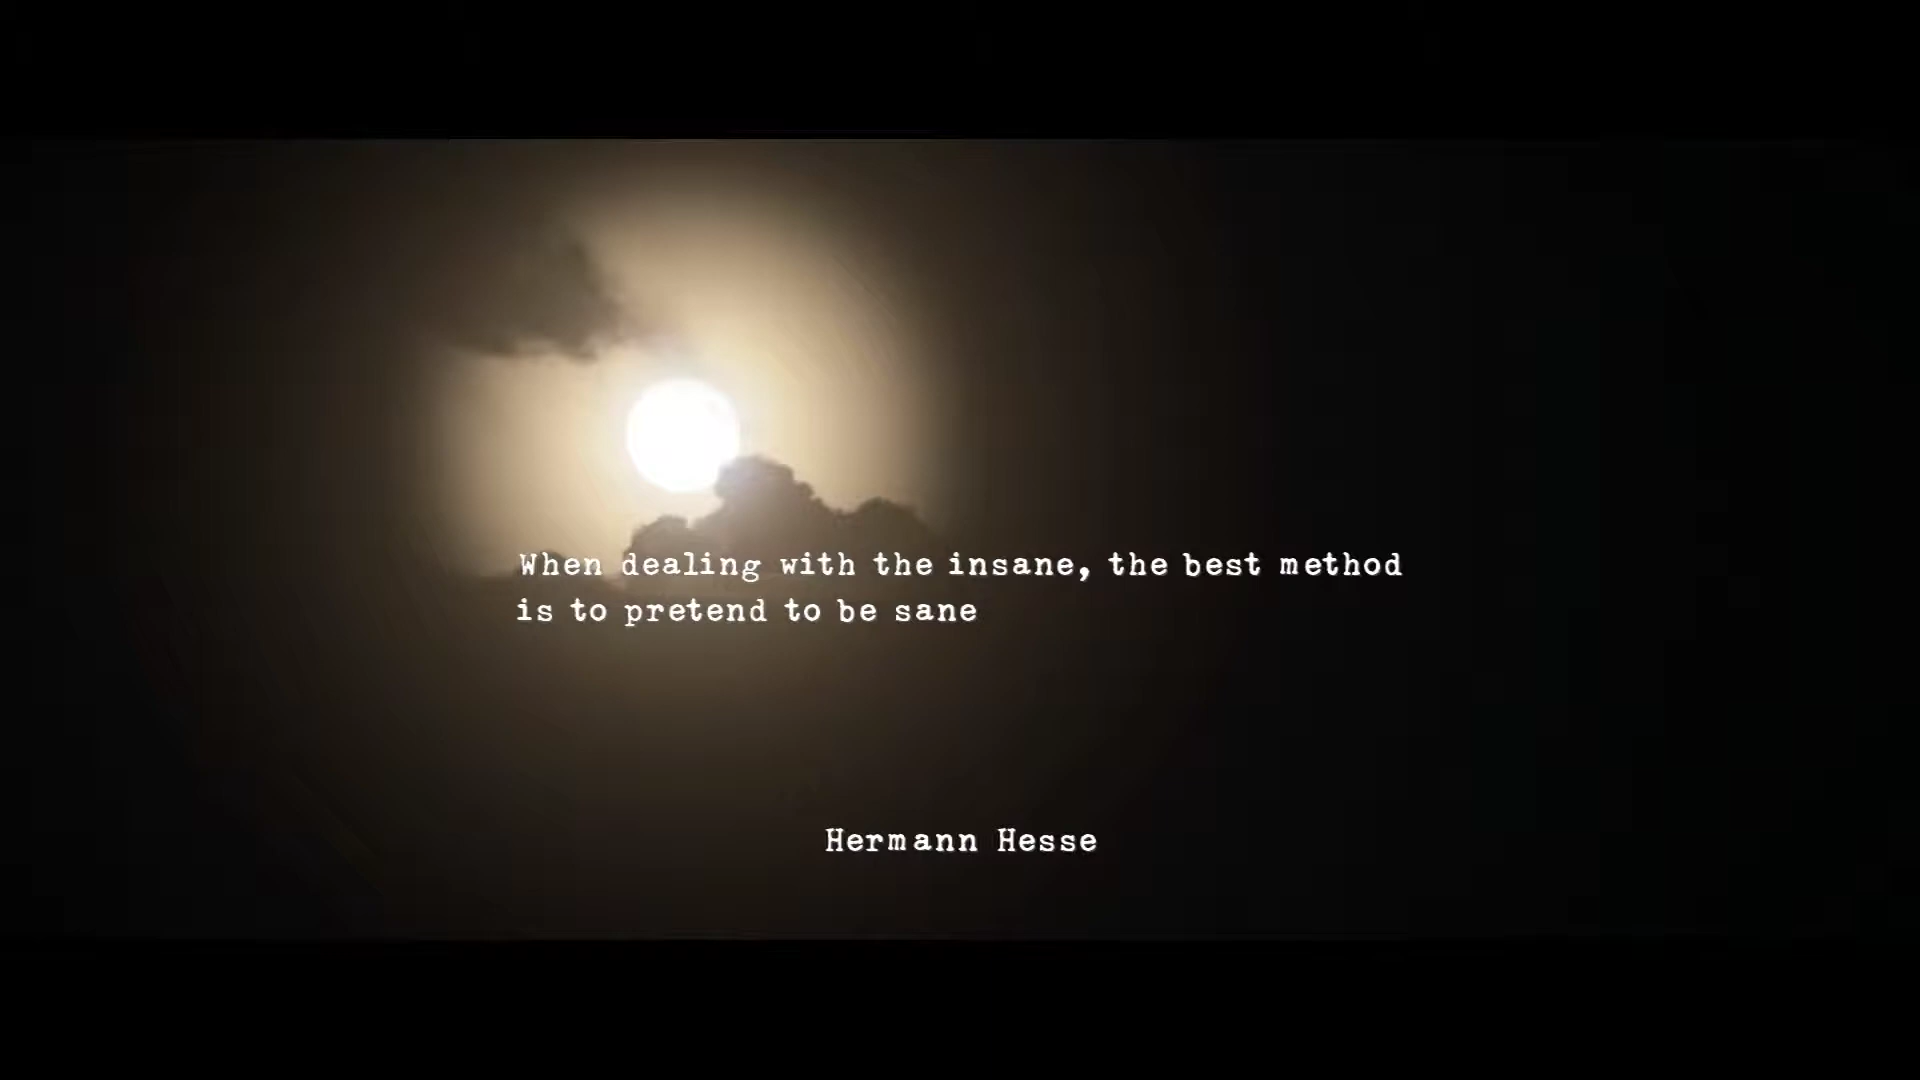 When dealing with the insane, the best method
is to pretend to be sane
Hermann Hesse